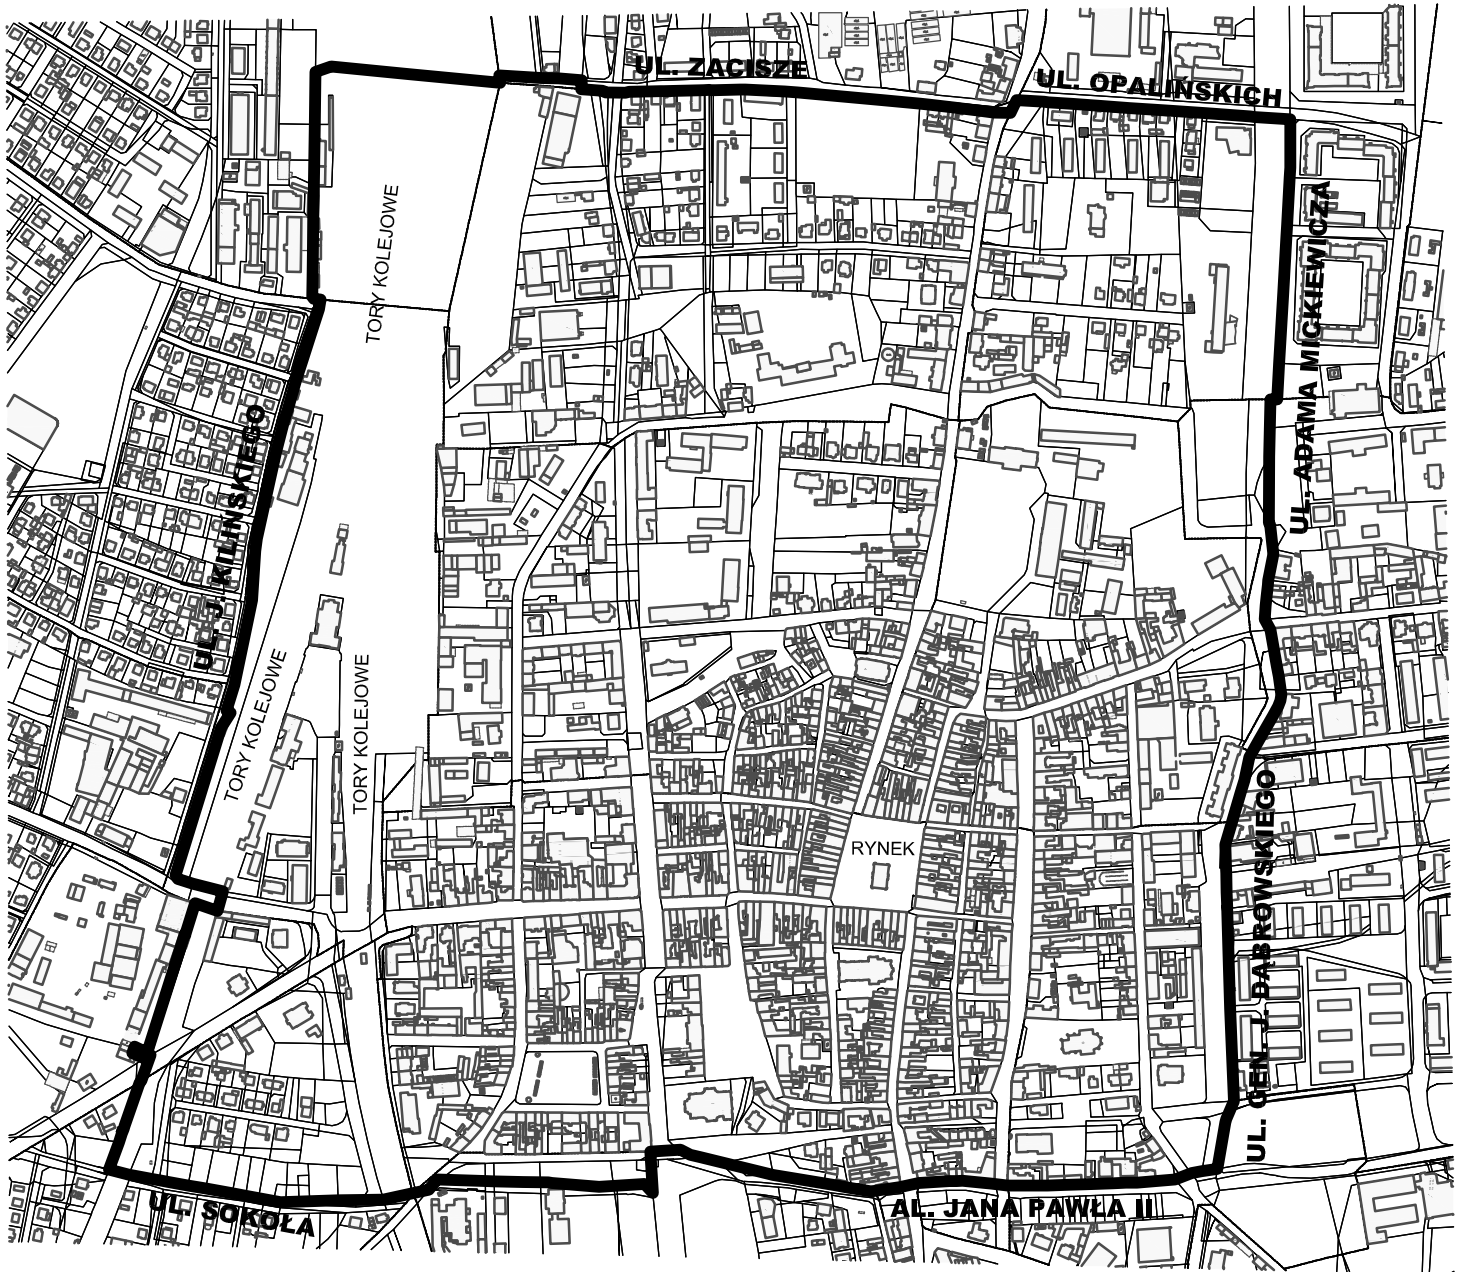 UL. ZACISZE
UL. OPALIŃSKICH
TORY KOLEJOWE
UL. ADAMA MICKIEWICZA
UL. J. KILIŃSKIEGO
TORY KOLEJOWE
TORY KOLEJOWE
RYNEK
UL. GEN. J. DĄBROWSKIEGO
UL. SOKOŁA
AL. JANA PAWŁA II